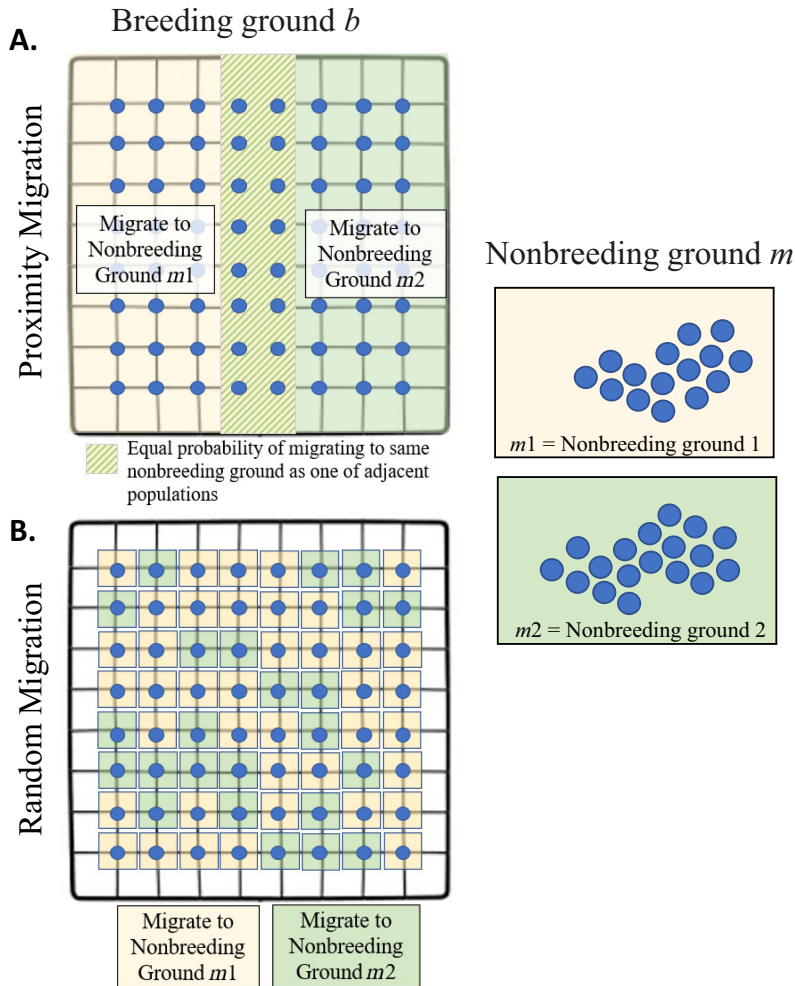 Breeding ground b
A.
Proximity Migration
Migrate to
Nonbreeding
Ground m1
Migrate to
Nonbreeding
Ground m2
Equal probability of migrating to same
nonbreeding ground as one of adjacent
populations
B.
Random Migration
Migrate to
Nonbreeding
Ground m1
Migrate to
Nonbreeding
Ground m2
Nonbreeding ground m
m1 = Nonbreeding ground 1
m2 = Nonbreeding ground 2